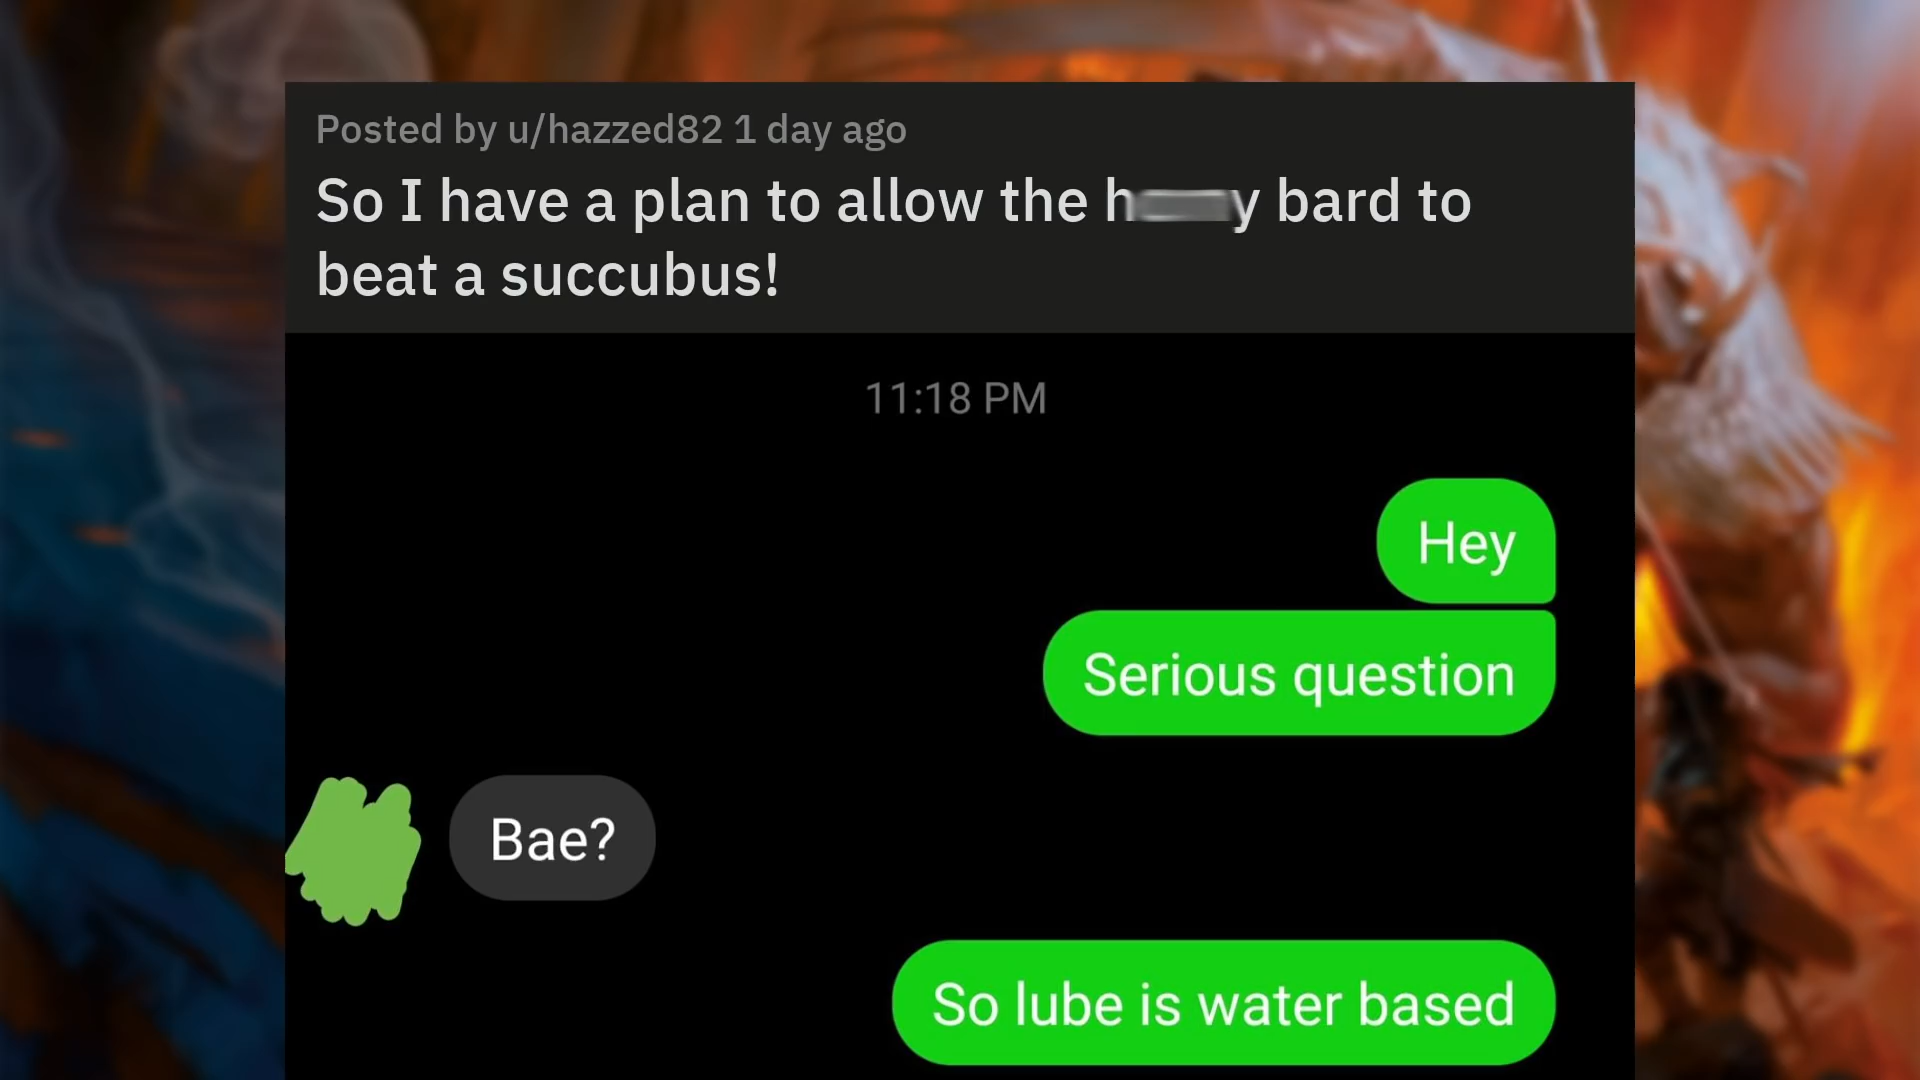 Posted by u/hazzed82 1 day ago
So I have a plan to allow the bard to
beat a succubus!
11:18 PM
Hey
Serious question
Bae?
So lube is water based